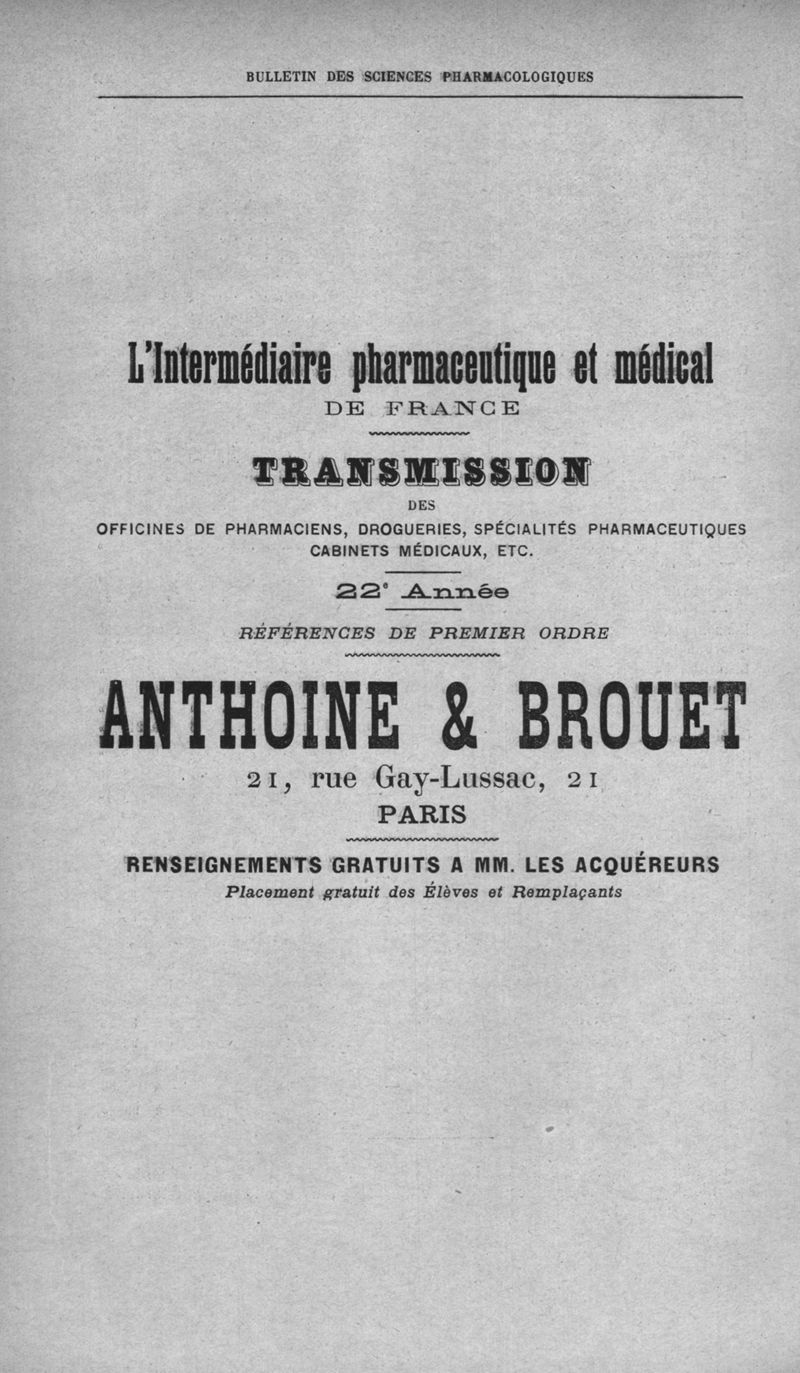 BULLETIN DES SCIENCES PHARMACOLOGIQUES
L'Intermédiaire pharmaceutique et médical
DE FRANCE
TRANSMISSION
DES
OFFICINES DE PHARMACIENS, DROGUERIES, SPÉCIALITÉS PHARMACEUTIQUES
CABINETS MÉDICAUX, ETC.
22e Année
RÉFÉRENCES DE PREMIER ORDRE
ANTHOINE & BROUET
21, rue Gay-Lussac, 21
PARIS
RENSEIGNEMENTS GRATUITS A MM. LES ACQUÉREURS
Placement gratuit des Élèves et Remplaçants